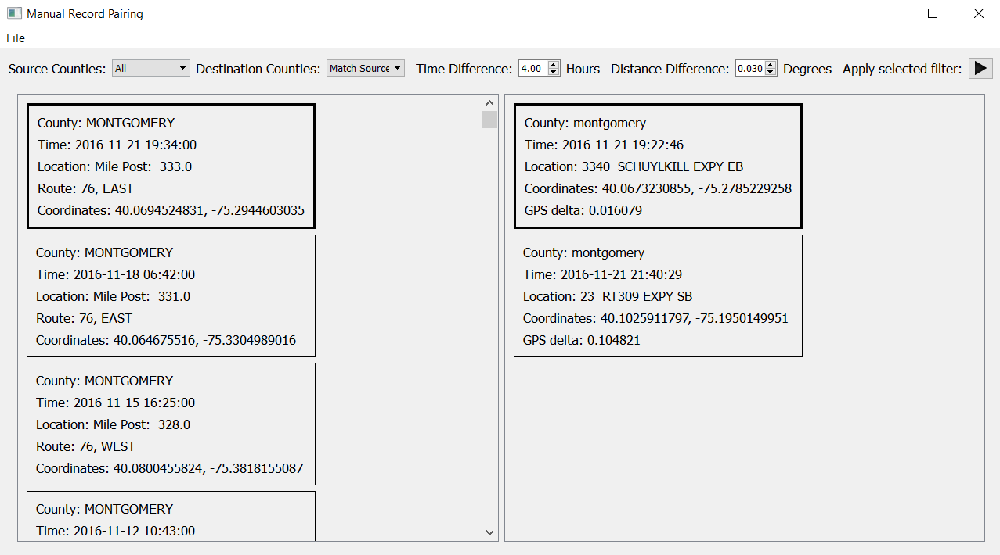 Manual Record Pairing
File
Source Counties: All Destination Counties: Match Source Time Difference: 4.00 Hours Distance Difference: 0.030 Degrees Apply selected filter:
County: MONTGOMERY
Time: 2016-11-21 19:34:00
Location: Mile Post:  333.0
Route: 76, EAST
Coordinates: 40.0694524831, -75.2944603035
County: MONTGOMERY
Time: 2016-11-18 06:42:00
Location: Mile Post:  331.0
Route: 76, EAST
Coordinates: 40.064675516, -75.3304989016
County: MONTGOMERY
Time: 2016-11-15 16:25:00
Location: Mile Post:  328.0
Route: 76, WEST
Coordinates: 40.0800455824, -75.3818155087
County: MONTGOMERY
Time: 2016-11-12 10:43:00
County: montgomery
Time: 2016-11-21 19:22:46
Location: 3340  SCHUYLKILL EXPY EB
Coordinates: 40.0673230855, -75.2785229258
GPS delta: 0.016079
County: montgomery
Time: 2016-11-21 21:40:29
Location: 23  RT309 EXPY SB
Coordinates: 40.1025911797, -75.1950149951
GPS delta: 0.104821